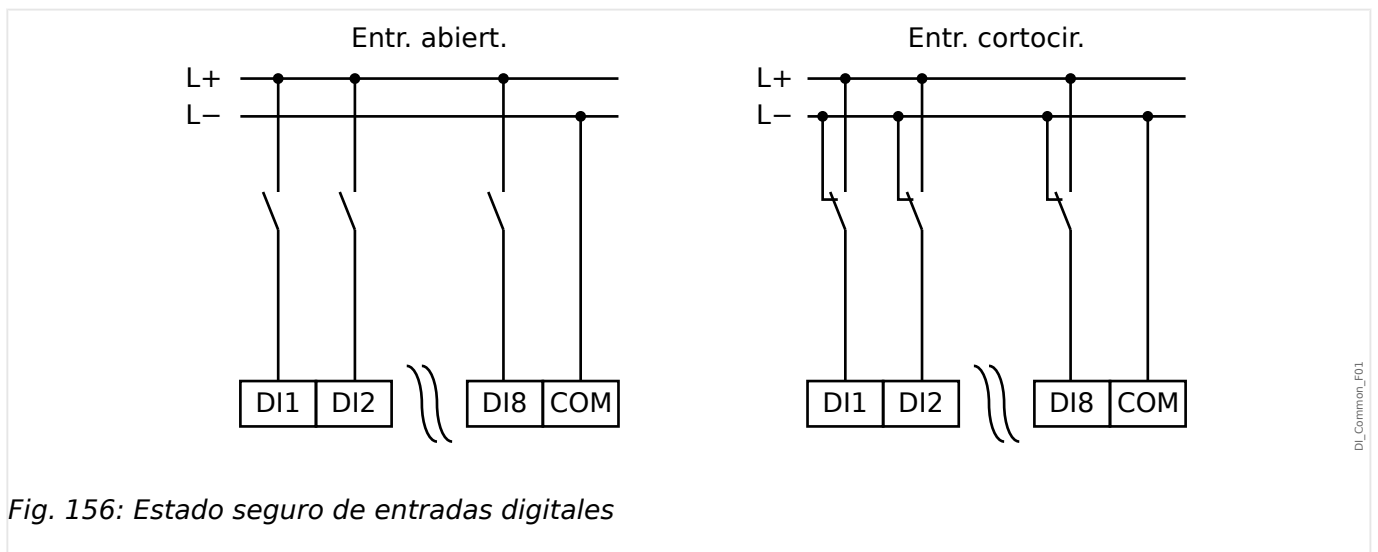 Entr. abiert.
Entr. cortocir.
L+
L−
L+
L−
DI1 DI2 DI8 COM
DI1 DI2 DI8 COM
DI_Common_F01
Fig. 156: Estado seguro de entradas digitales